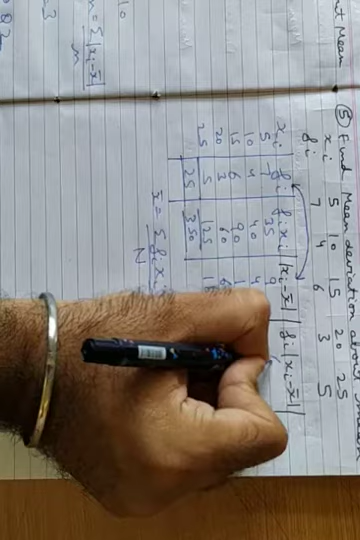 ⑤ Find Mean deviation about Mean
xi 5 10 15 20 25
fi 7 4 6 3 5
xi fi fixi |xi-x̄| fi|xi-x̄|
5 7 35 9
10 4 40 4
15 6 90 1
20 3 60 6
25 5 125 11
25 350
x̄ = Σfixi
N
Mean
= Σ|xi-x̄|
n
10